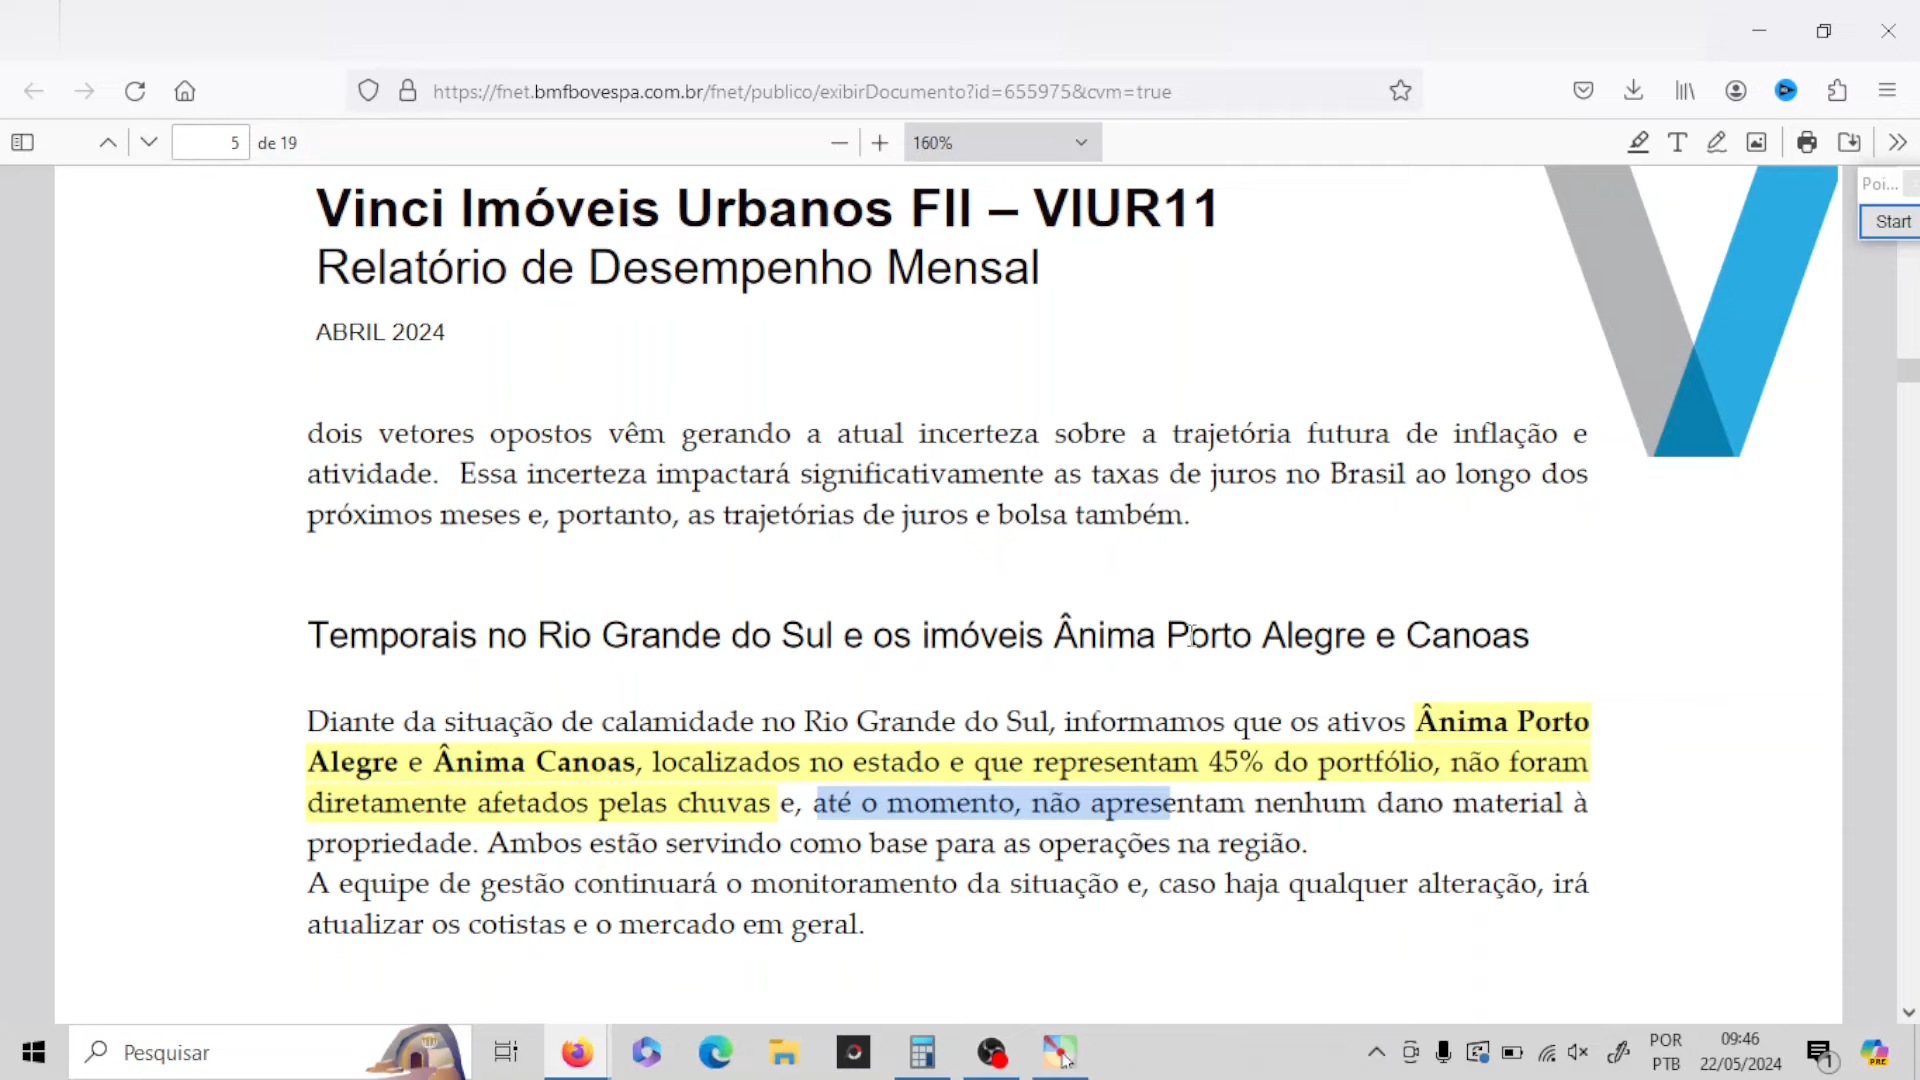 https://fnet.bmfbovespa.com.br/fnet/publico/exibirDocumento?id=655975&cvm=true
5 de 19
160%
Poi...
Start
Vinci Imóveis Urbanos FII – VIUR11
Relatório de Desempenho Mensal
ABRIL 2024
dois vetores opostos vêm gerando a atual incerteza sobre a trajetória futura de inflação e
atividade. Essa incerteza impactará significativamente as taxas de juros no Brasil ao longo dos
próximos meses e, portanto, as trajetórias de juros e bolsa também.
Temporais no Rio Grande do Sul e os imóveis Ânima Porto Alegre e Canoas
Diante da situação de calamidade no Rio Grande do Sul, informamos que os ativos Ânima Porto
Alegre e Ânima Canoas, localizados no estado e que representam 45% do portfólio, não foram
diretamente afetados pelas chuvas e, até o momento, não apresentam nenhum dano material à
propriedade. Ambos estão servindo como base para as operações na região.
A equipe de gestão continuará o monitoramento da situação e, caso haja qualquer alteração, irá
atualizar os cotistas e o mercado em geral.
Pesquisar
POR
PTB
09:46
22/05/2024
1
PRE